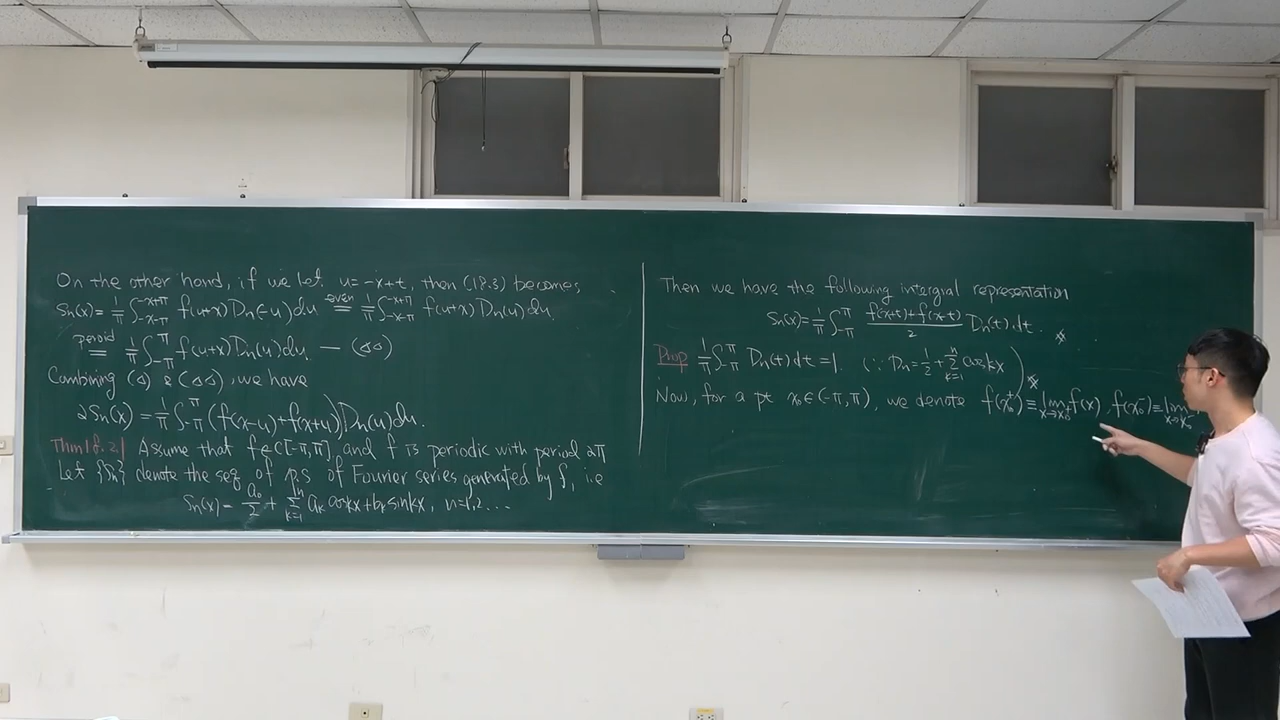 On the other hand, if we let u = -x+t, then (18.3) becomes
Sn(x) = 1/π ∫_{-x-π}^{-x+π} f(u+x) Dn(-u) du =^{even} 1/π ∫_{-x-π}^{-x+π} f(u+x) Dn(u) du.
=^{period} 1/π ∫_{-π}^{π} f(u+x) Dn(u) du. — (△△)
Combining (△) & (△△), we have
2Sn(x) = 1/π ∫_{-π}^{π} (f(x-u)+f(x+u)) Dn(u) du.
Thm 18.2 | Assume that f∈C[-π,π], and f is periodic with period 2π
Let {Sn} denote the seq of p.s of Fourier series generated by f, i.e
Sn(x) = a₀/2 + Σ_{k=1}^{n} aₖ cos kx + bₖ sin kx, n=1,2...
Then we have the following intergral representation
Sn(x) = 1/π ∫_{-π}^{π} (f(x+t)+f(x-t))/2 Dn(t) dt.
Prop 1/π ∫_{-π}^{π} Dn(t) dt = 1. (∵ Dn = 1/2 + Σ_{k=1}^{n} cos kx)
Now, for a pt x₀∈(-π,π), we denote f(x₀⁺) ≡ lim_{x→x₀⁺} f(x), f(x₀⁻) ≡ lim_{x→x₀⁻}